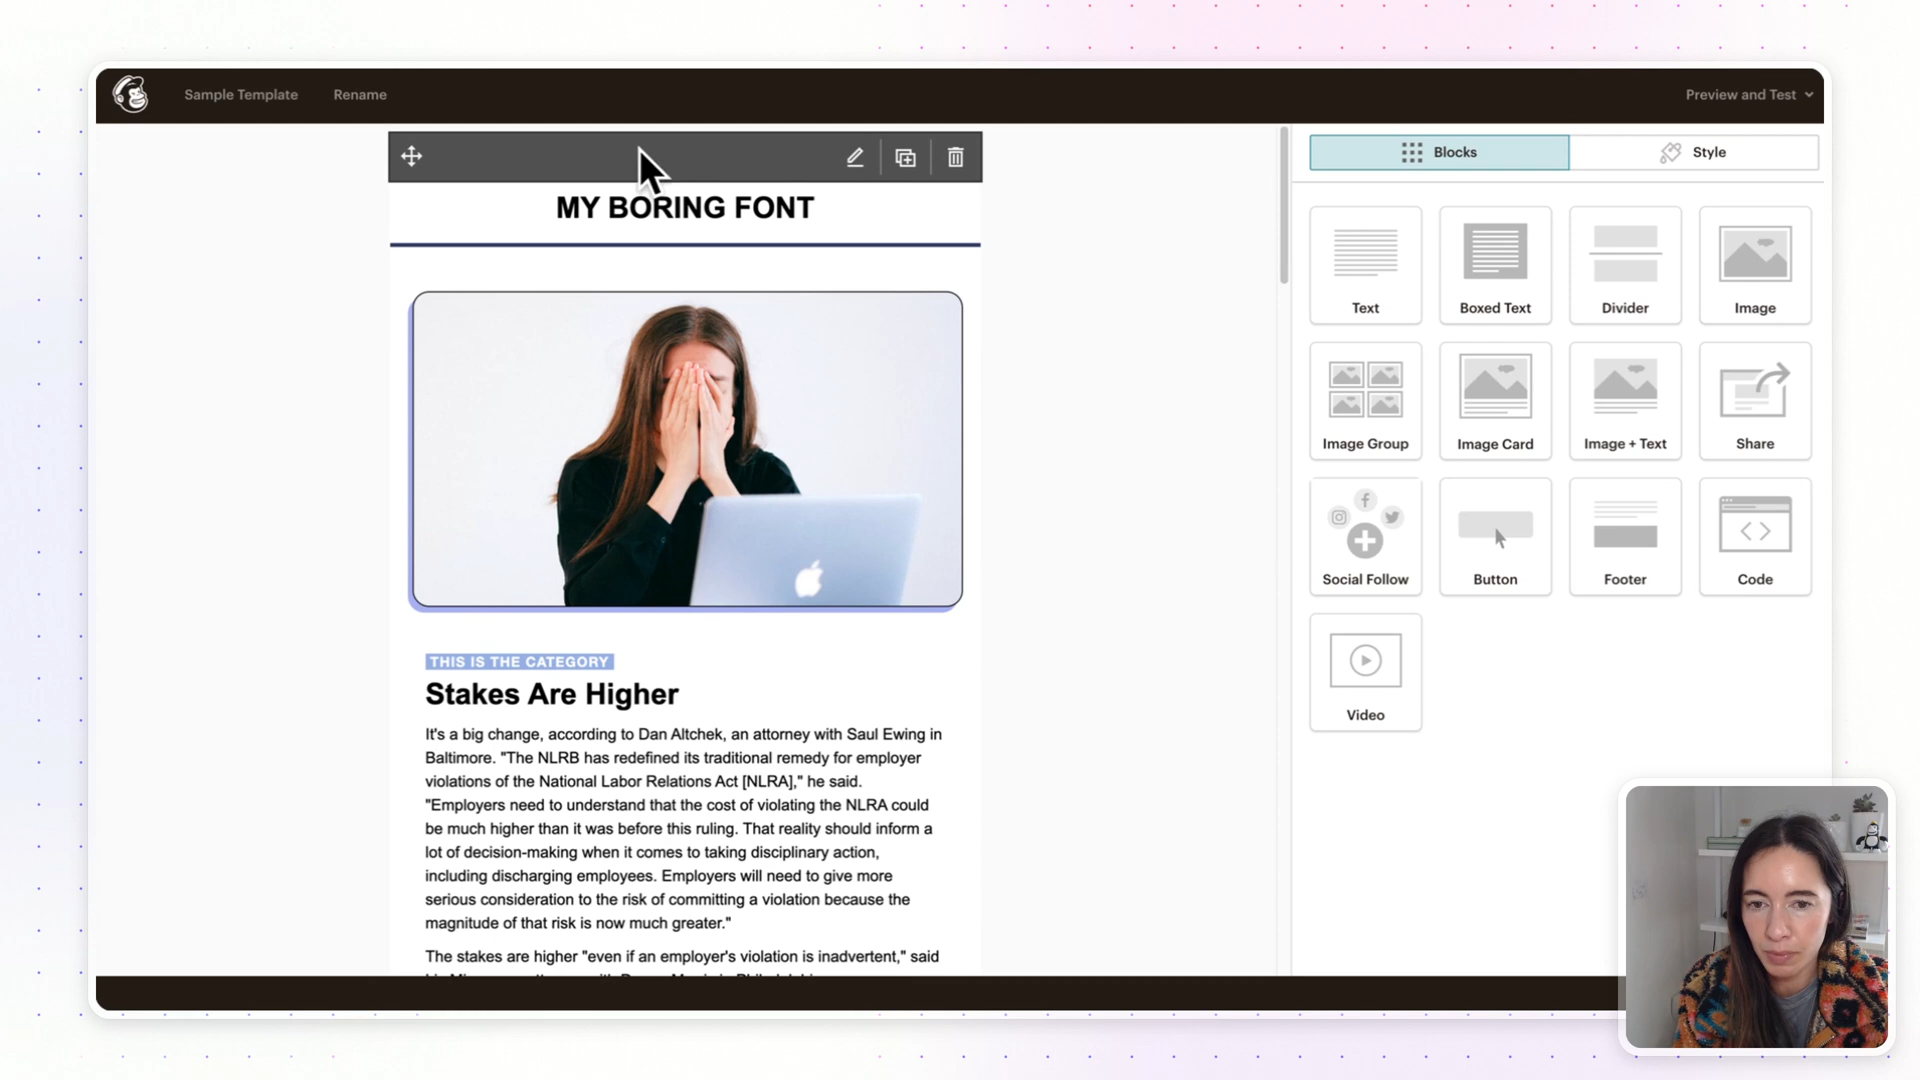 Sample Template
Rename
Preview and Test
Blocks
Style
MY BORING FONT
Text
Boxed Text
Divider
Image
Image Group
Image Card
Image + Text
Share
Social Follow
Button
Footer
Code
Video
THIS IS THE CATEGORY
Stakes Are Higher
It's a big change, according to Dan Altchek, an attorney with Saul Ewing in
Baltimore. "The NLRB has redefined its traditional remedy for employer
violations of the National Labor Relations Act [NLRA]," he said.
"Employers need to understand that the cost of violating the NLRA could
be much higher than it was before this ruling. That reality should inform a
lot of decision-making when it comes to taking disciplinary action,
including discharging employees. Employers will need to give more
serious consideration to the risk of committing a violation because the
magnitude of that risk is now much greater."
The stakes are higher "even if an employer's violation is inadvertent," said